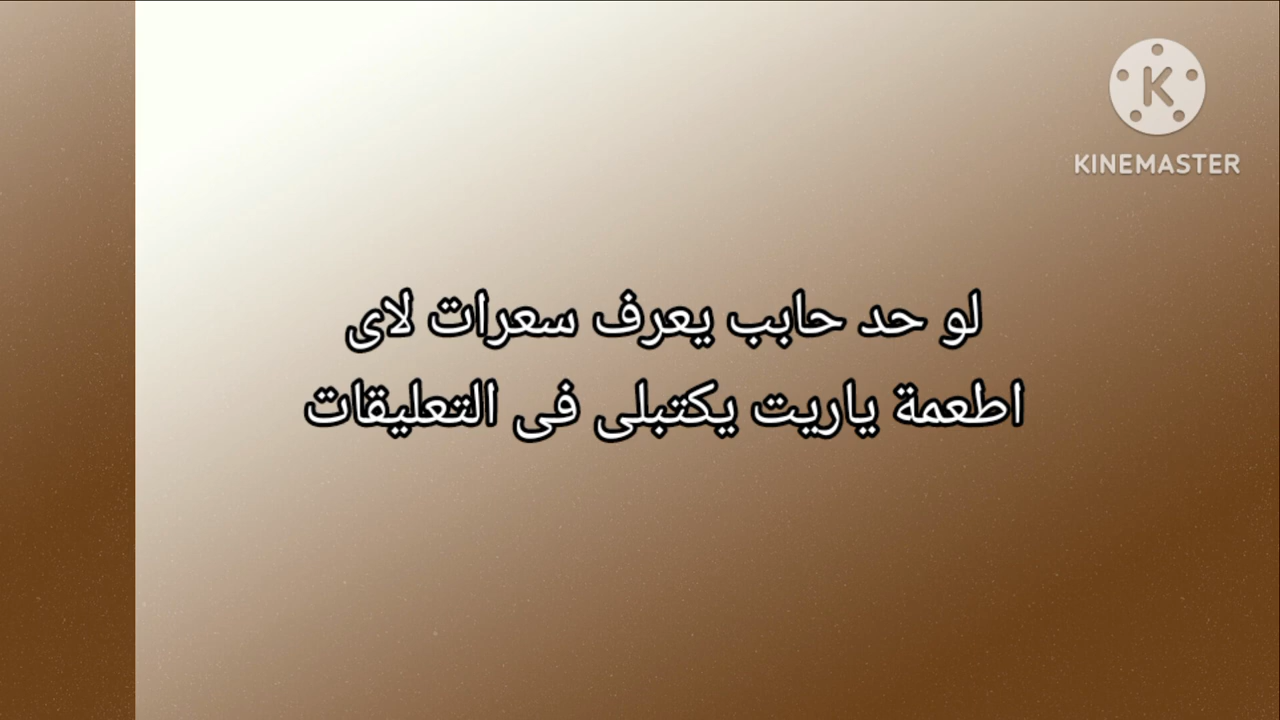 KINEMASTER
لو حد حابب يعرف سعرات لاى
اطعمة ياريت يكتبلى فى التعليقات